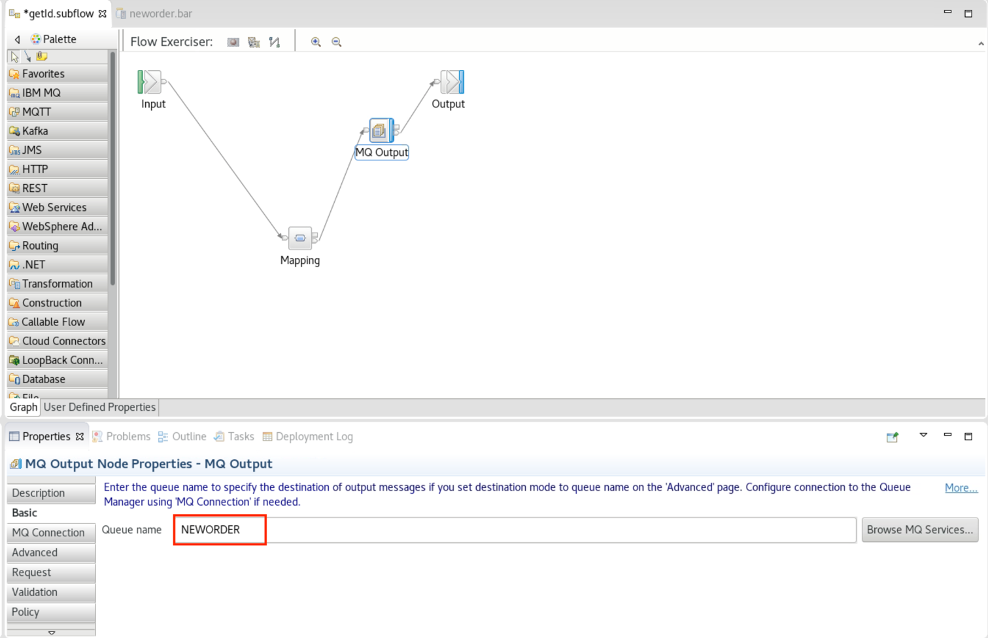 *getId.subflow
neworder.bar
Palette
Flow Exerciser:
Favorites
IBM MQ
MQTT
Kafka
JMS
HTTP
REST
Web Services
WebSphere Ad...
Routing
.NET
Transformation
Construction
Callable Flow
Cloud Connectors
LoopBack Conn...
Database
File
Input
Output
MQ Output
Mapping
Graph
User Defined Properties
Properties
Problems
Outline
Tasks
Deployment Log
MQ Output Node Properties - MQ Output
Description
Basic
MQ Connection
Advanced
Request
Validation
Policy
Enter the queue name to specify the destination of output messages if you set destination mode to queue name on the 'Advanced' page. Configure connection to the Queue
Manager using 'MQ Connection' if needed.
More...
Queue name
NEWORDER
Browse MQ Services...